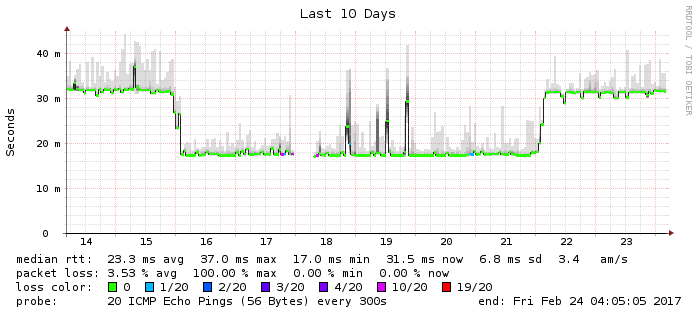 Last 10 Days
RRDTOOL / TOBI OETIKER
Seconds
40 m
30 m
20 m
10 m
0
14 15 16 17 18 19 20 21 22 23
median rtt: 23.3 ms avg 37.0 ms max 17.0 ms min 31.5 ms now 6.8 ms sd 3.4 am/s
packet loss: 3.53 % avg 100.00 % max 0.00 % min 0.00 % now
loss color: 0 1/20 2/20 3/20 4/20 10/20 19/20
probe: 20 ICMP Echo Pings (56 Bytes) every 300s end: Fri Feb 24 04:05:05 2017